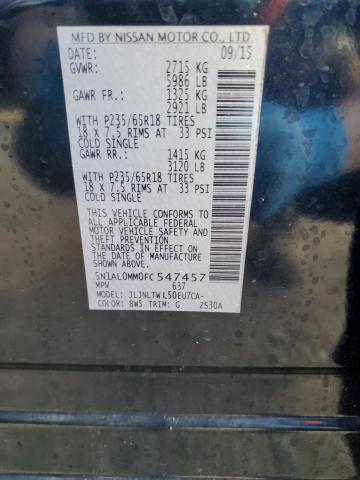 MFD BY NISSAN MOTOR CO., LTD.
DATE: 09/15
GVWR: 2715 KG
5986 LB
GAWR FR.: 1325 KG
2921 LB
WITH P235/65R18 TIRES
18 X 7.5 RIMS AT 33 PSI
COLD SINGLE
GAWR RR.: 1415 KG
3120 LB
WITH P235/65R18 TIRES
18 X 7.5 RIMS AT 33 PSI
COLD SINGLE
THIS VEHICLE CONFORMS TO
ALL APPLICABLE FEDERAL
MOTOR VEHICLE SAFETY AND
STANDARDS IN EFFECT ON
THE DATE OF MANUFACTURE
SHOWN ABOVE.
5N1AL0MM0FC547457
MPV 637
MODEL: JLJNLTWL50EU7CA-
COLOR: BW5 TRIM: G ZS30A